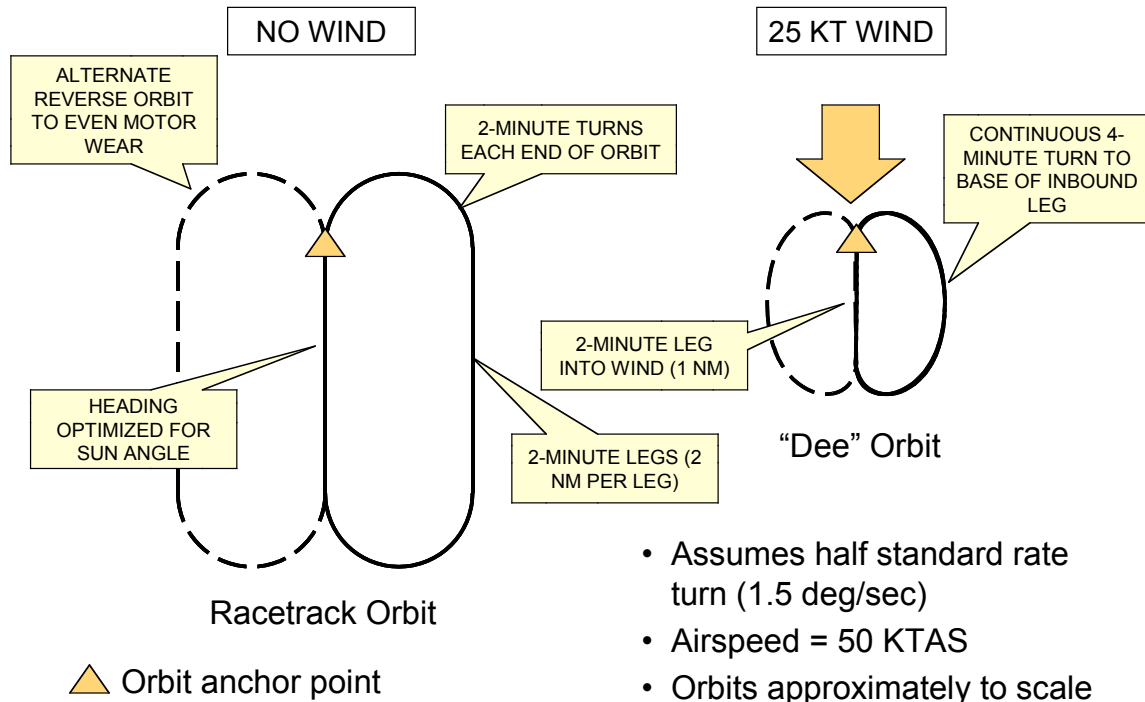 NO WIND
25 KT WIND
ALTERNATE
REVERSE ORBIT
TO EVEN MOTOR
WEAR
2-MINUTE TURNS
EACH END OF ORBIT
CONTINUOUS 4-
MINUTE TURN TO
BASE OF INBOUND
LEG
2-MINUTE LEG
INTO WIND (1 NM)
HEADING
OPTIMIZED FOR
SUN ANGLE
2-MINUTE LEGS (2
NM PER LEG)
“Dee” Orbit
Racetrack Orbit
Orbit anchor point
• Assumes half standard rate
turn (1.5 deg/sec)
• Airspeed = 50 KTAS
• Orbits approximately to scale